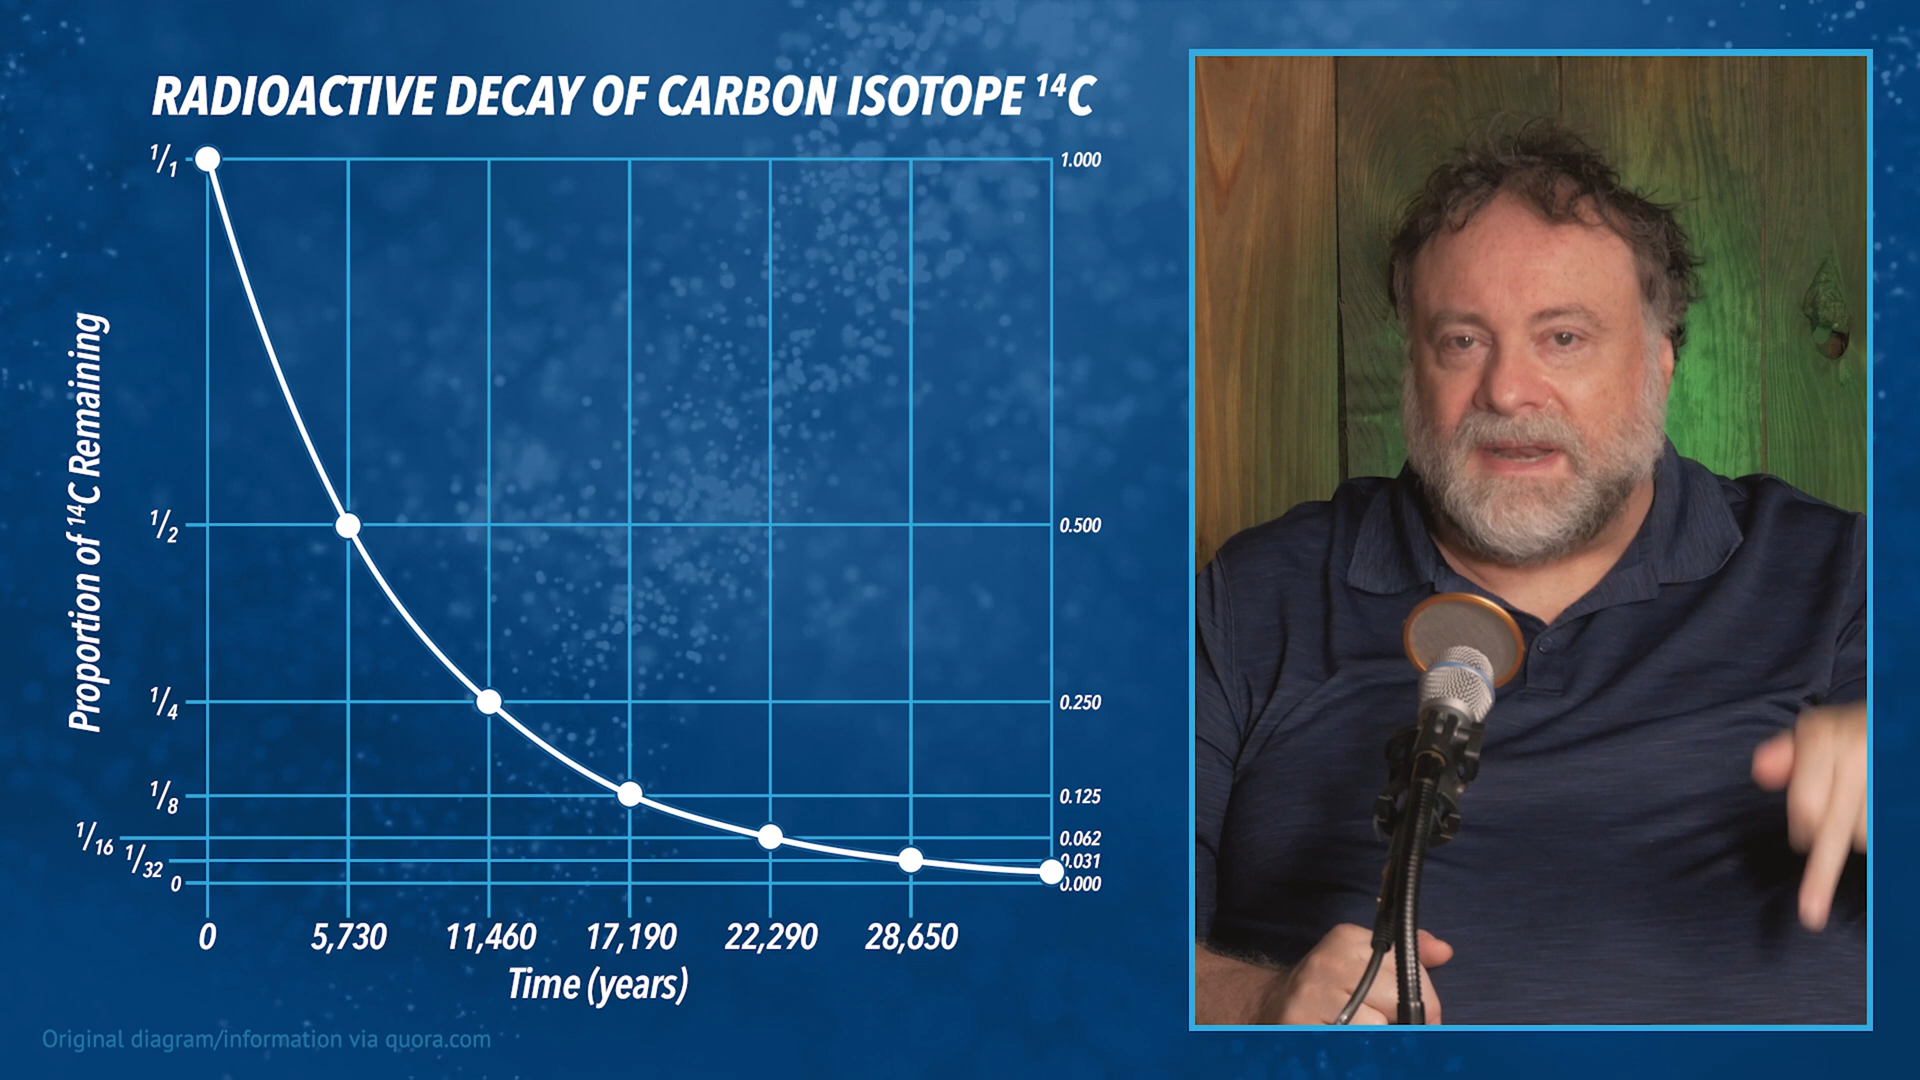 RADIOACTIVE DECAY OF CARBON ISOTOPE ¹⁴C
Proportion of ¹⁴C Remaining
1/1
1/2
1/4
1/8
1/16
1/32
0
1.000
0.500
0.250
0.125
0.062
0.031
0.000
0 5,730 11,460 17,190 22,290 28,650
Time (years)
Original diagram/information via quora.com